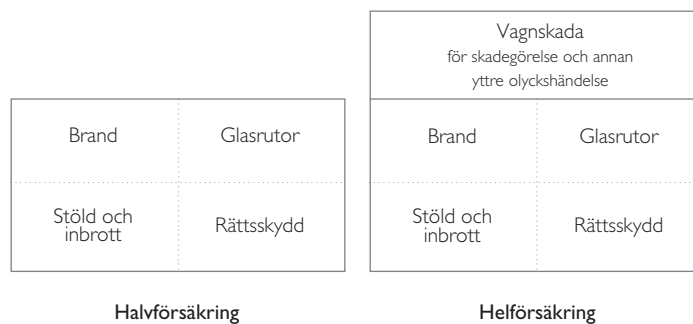 Vagnskada
för skadegörelse och annan
yttre olyckshändelse
Brand
Glasrutor
Stöld och
inbrott
Rättsskydd
Brand
Glasrutor
Stöld och
inbrott
Rättsskydd
Halvförsäkring
Helförsäkring